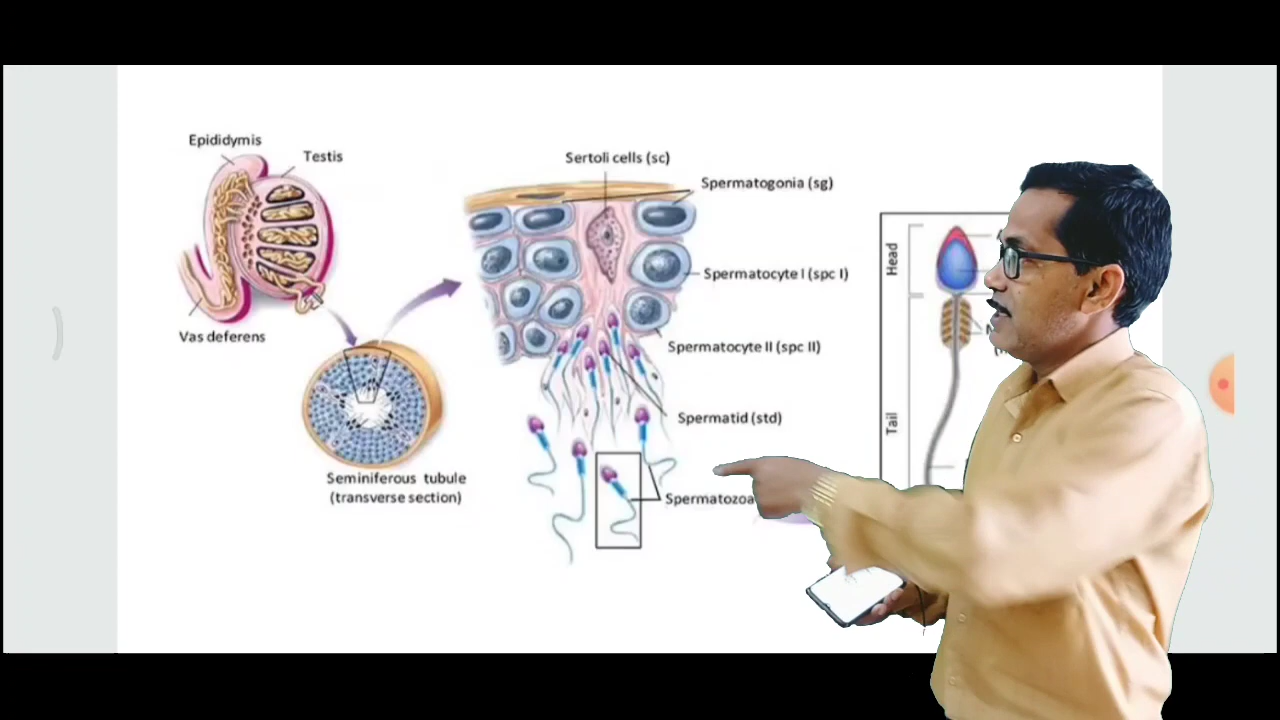 Epididymis
Testis
Vas deferens
Seminiferous tubule
(transverse section)
Sertoli cells (sc)
Spermatogonia (sg)
Spermatocyte I (spc I)
Spermatocyte II (spc II)
Spermatid (std)
Spermatozoa
Head
Tail